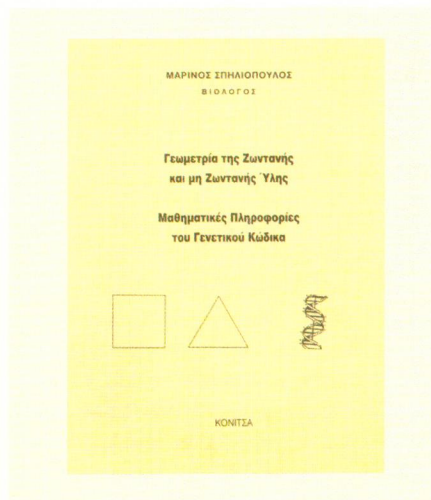 ΜΑΡΙΝΟΣ ΣΠΗΛΙΟΠΟΥΛΟΣ
ΒΙΟΛΟΓΟΣ
Γεωμετρία της Ζωντανής
και μη Ζωντανής Ύλης
Μαθηματικές Πληροφορίες
του Γενετικού Κώδικα
ΚΟΝΙΤΣΑ